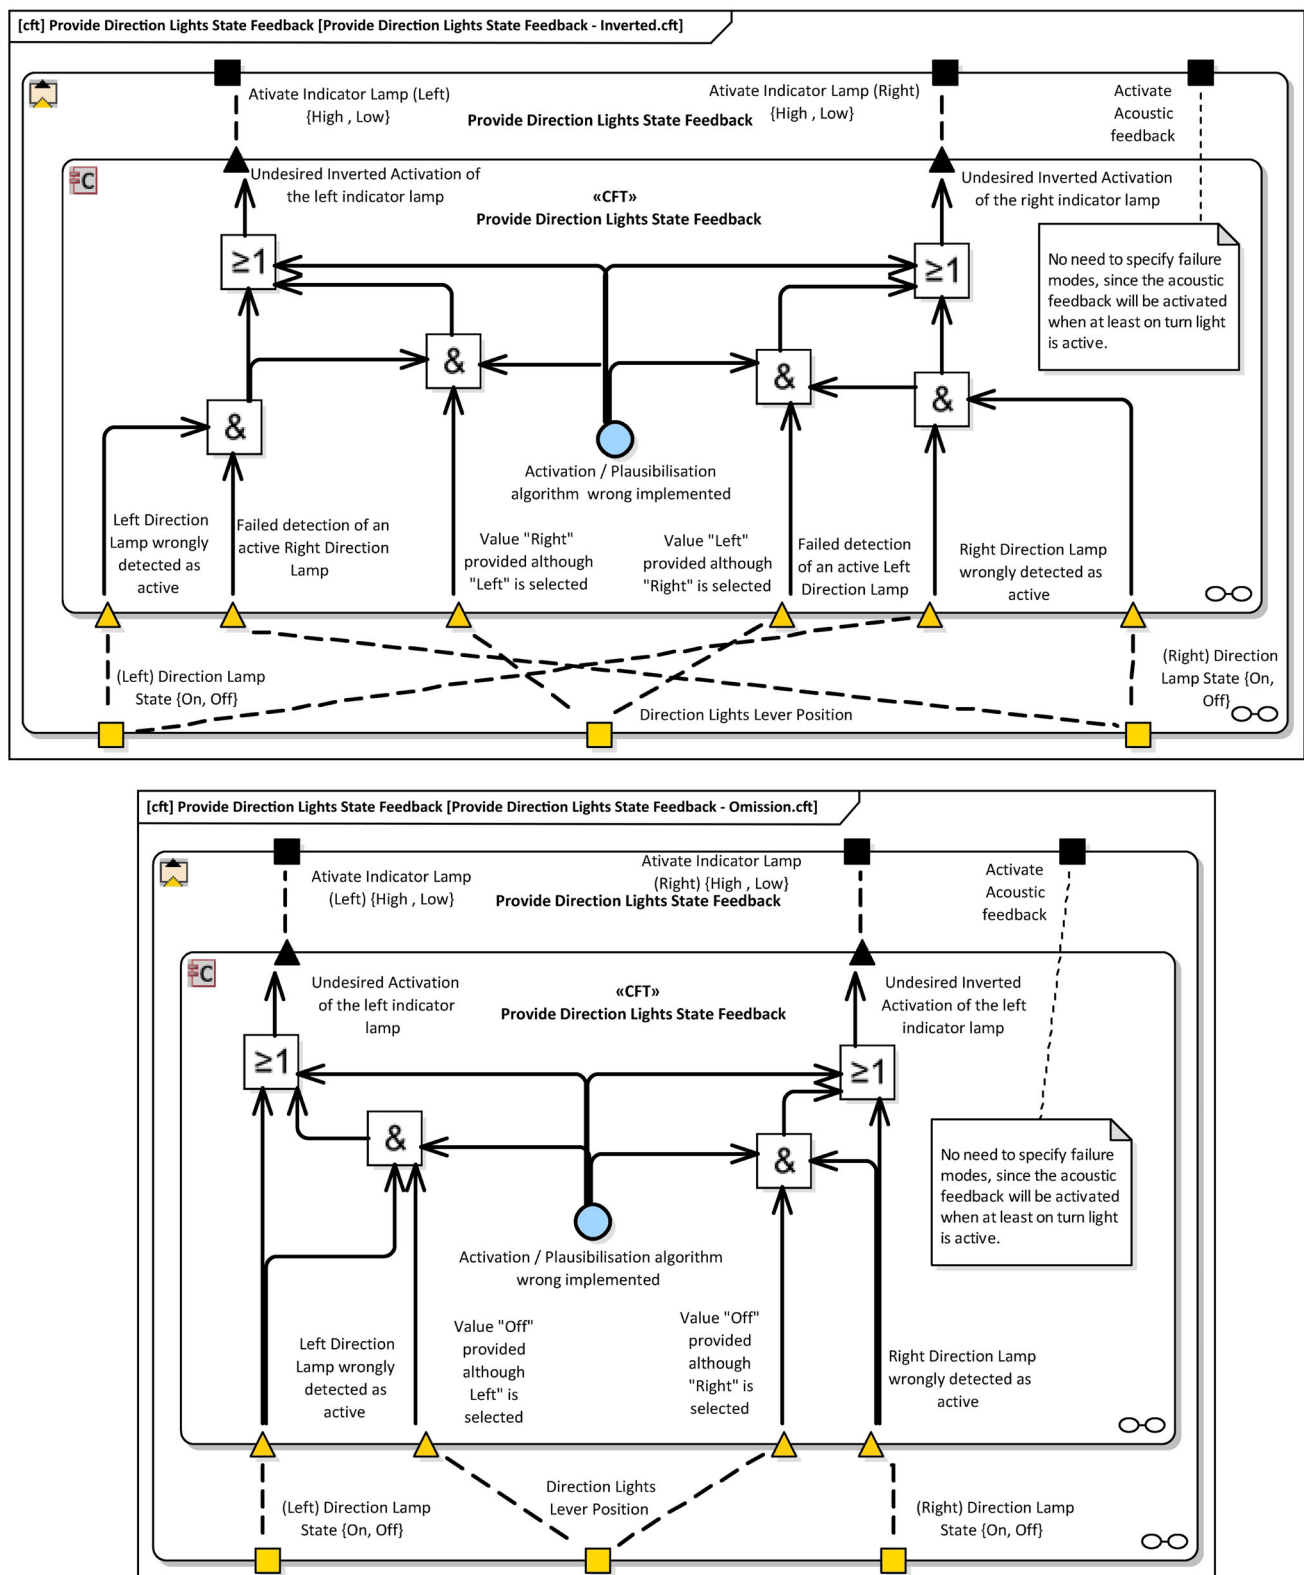 [cft] Provide Direction Lights State Feedback [Provide Direction Lights State Feedback - Inverted.cft]
Ativate Indicator Lamp (Left)
{High , Low}
Provide Direction Lights State Feedback
Ativate Indicator Lamp (Right)
{High , Low}
Activate
Acoustic
feedback
C
Undesired Inverted Activation of
the left indicator lamp
«CFT»
Provide Direction Lights State Feedback
Undesired Inverted Activation
of the right indicator lamp
≥1
≥1
No need to specify failure
modes, since the acoustic
feedback will be activated
when at least on turn light
is active.
&
&
&
&
Activation / Plausibilisation
algorithm wrong implemented
Left Direction
Lamp wrongly
detected as
active
Failed detection of an
active Right Direction
Lamp
Value "Right"
provided although
"Left" is selected
Value "Left"
provided although
"Right" is selected
Failed detection
of an active Left
Direction Lamp
Right Direction Lamp
wrongly detected as
active
(Left) Direction Lamp
State {On, Off}
Direction Lights Lever Position
(Right) Direction
Lamp State {On,
Off}
[cft] Provide Direction Lights State Feedback [Provide Direction Lights State Feedback - Omission.cft]
Ativate Indicator Lamp
(Left) {High , Low}
Ativate Indicator Lamp
(Right) {High , Low}
Provide Direction Lights State Feedback
Activate
Acoustic
feedback
C
Undesired Activation
of the left indicator
lamp
«CFT»
Provide Direction Lights State Feedback
Undesired Inverted
Activation of the left
indicator lamp
≥1
≥1
&
&
No need to specify failure
modes, since the acoustic
feedback will be activated
when at least on turn light
is active.
Activation / Plausibilisation algorithm
wrong implemented
Left Direction
Lamp wrongly
detected as
active
Value "Off"
provided
although
Left" is
selected
Value "Off"
provided
although
"Right" is
selected
Right Direction Lamp
wrongly detected as
active
(Left) Direction Lamp
State {On, Off}
Direction Lights
Lever Position
(Right) Direction Lamp
State {On, Off}